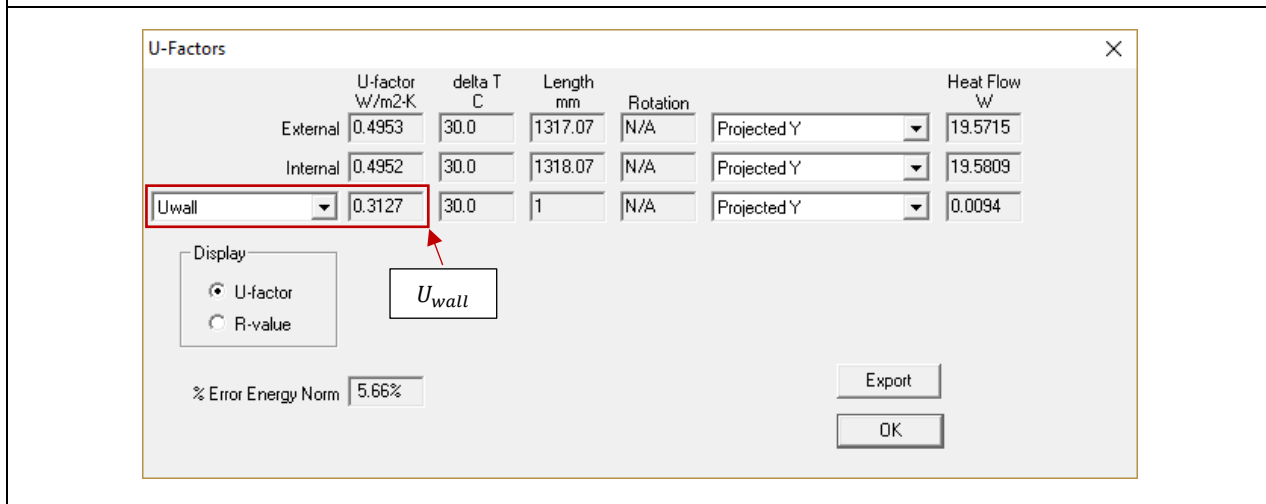 U-Factors
U-factor delta T Length Heat Flow
W/m2-K C mm Rotation W
External 0.4953 30.0 1317.07 N/A Projected Y 19.5715
Internal 0.4952 30.0 1318.07 N/A Projected Y 19.5809
Uwall 0.3127 30.0 1 N/A Projected Y 0.0094
Display
U-factor
R-value
U_wall
% Error Energy Norm 5.66%
Export
OK